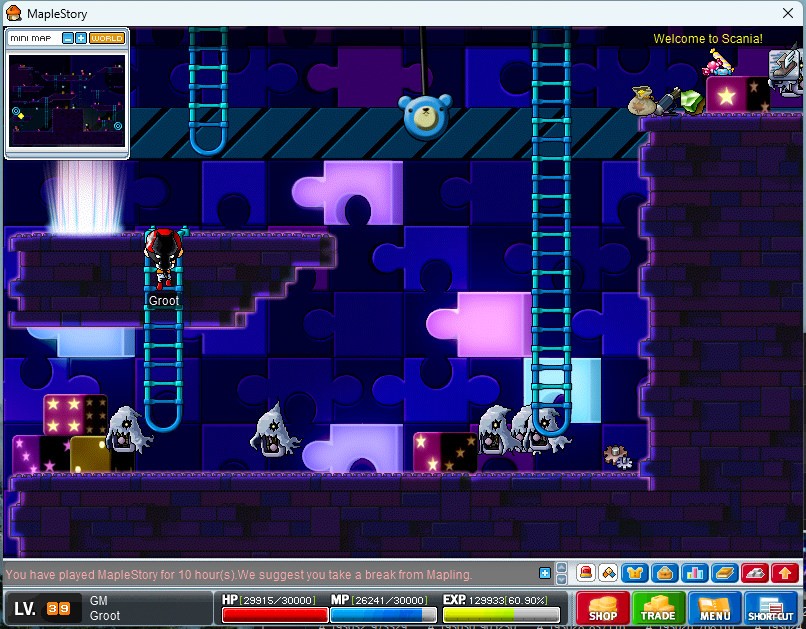 MapleStory
MINI MAP
WORLD
Welcome to Scania!
Groot
You have played MapleStory for 10 hour(s).We suggest you take a break from Mapling.
LV. 39
GM
Groot
HP[29915/30000] MP[26241/30000] EXP. 129933[60.90%]
SHOP
TRADE
MENU
SHORT CUT